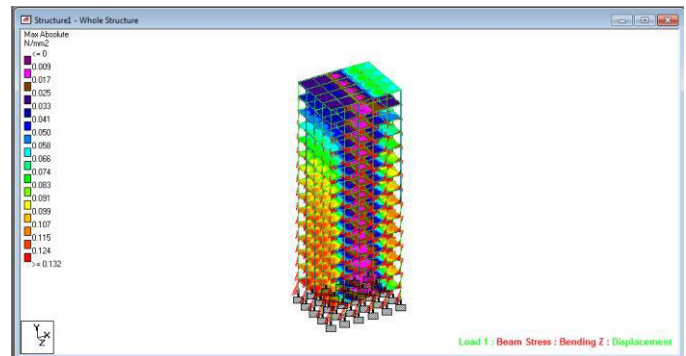 Structure1 - Whole Structure
Max Absolute
N/mm2
<= 0
0.009
0.017
0.025
0.033
0.041
0.050
0.058
0.066
0.074
0.083
0.091
0.099
0.107
0.115
0.124
>= 0.132
Y
X
Z
Load 1 : Beam Stress : Bending Z : Displacement